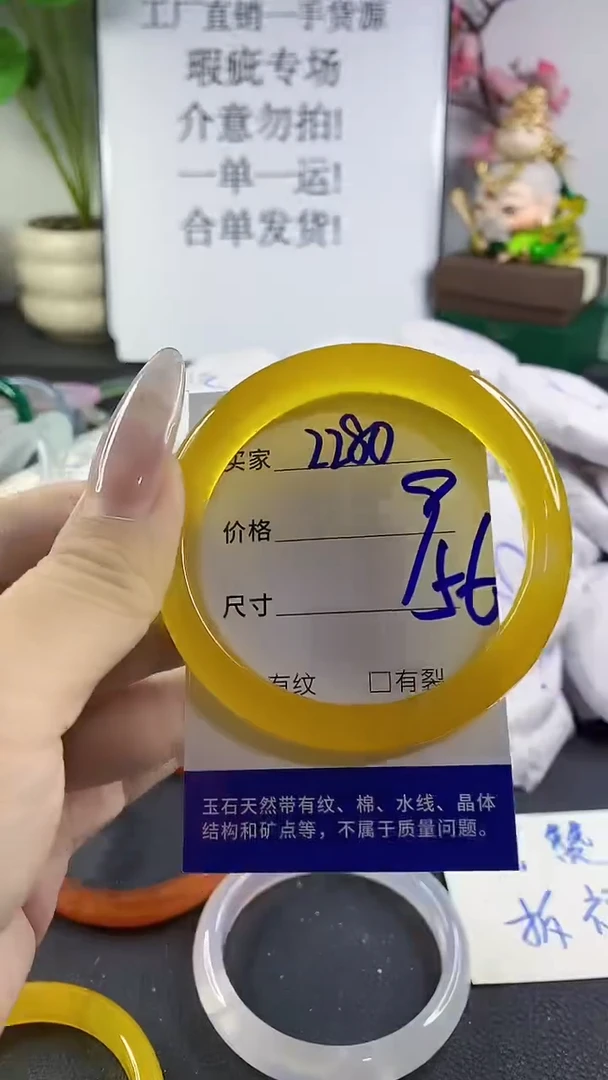 工厂直销一手货源
瑕疵专场
介意勿拍!
一单一运!
合单发货!
买家 2280
价格
尺寸 56
有纹 □有裂
玉石天然带有纹、棉、水线、晶体
结构和矿点等，不属于质量问题。
拆